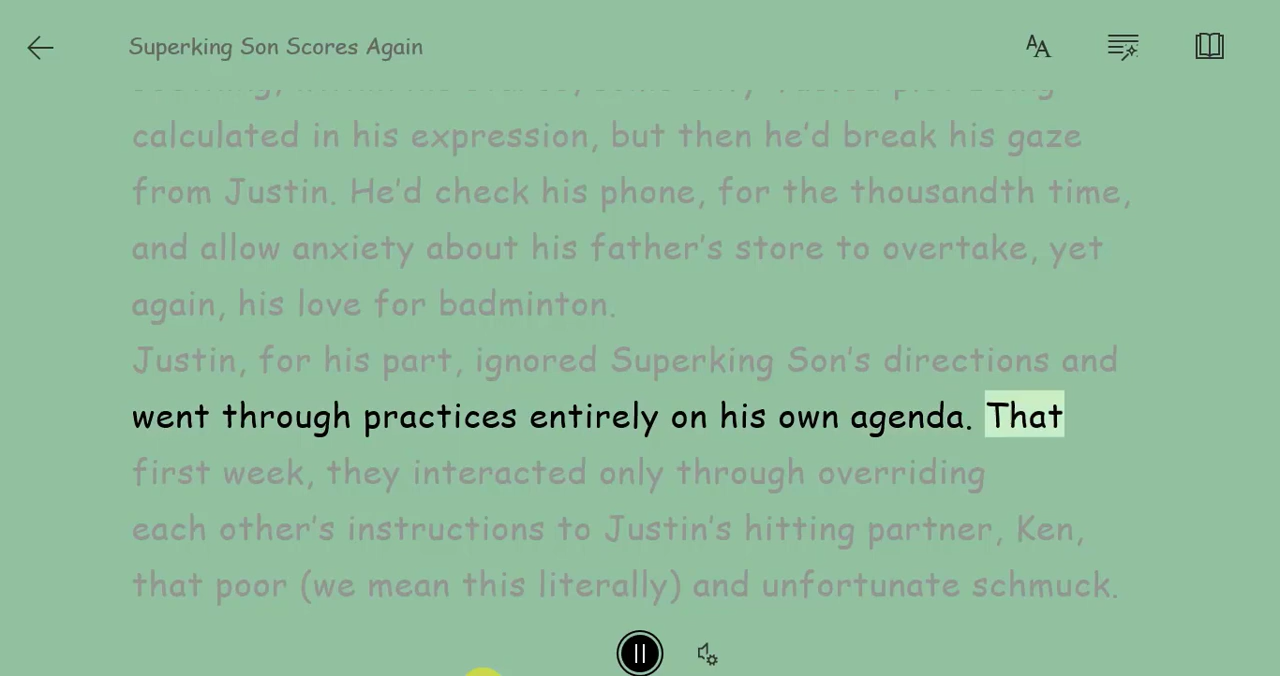 Superking Son Scores Again
AA
calculated in his expression, but then he’d break his gaze
from Justin. He’d check his phone, for the thousandth time,
and allow anxiety about his father’s store to overtake, yet
again, his love for badminton.
Justin, for his part, ignored Superking Son’s directions and
went through practices entirely on his own agenda. That
first week, they interacted only through overriding
each other’s instructions to Justin’s hitting partner, Ken,
that poor (we mean this literally) and unfortunate schmuck.